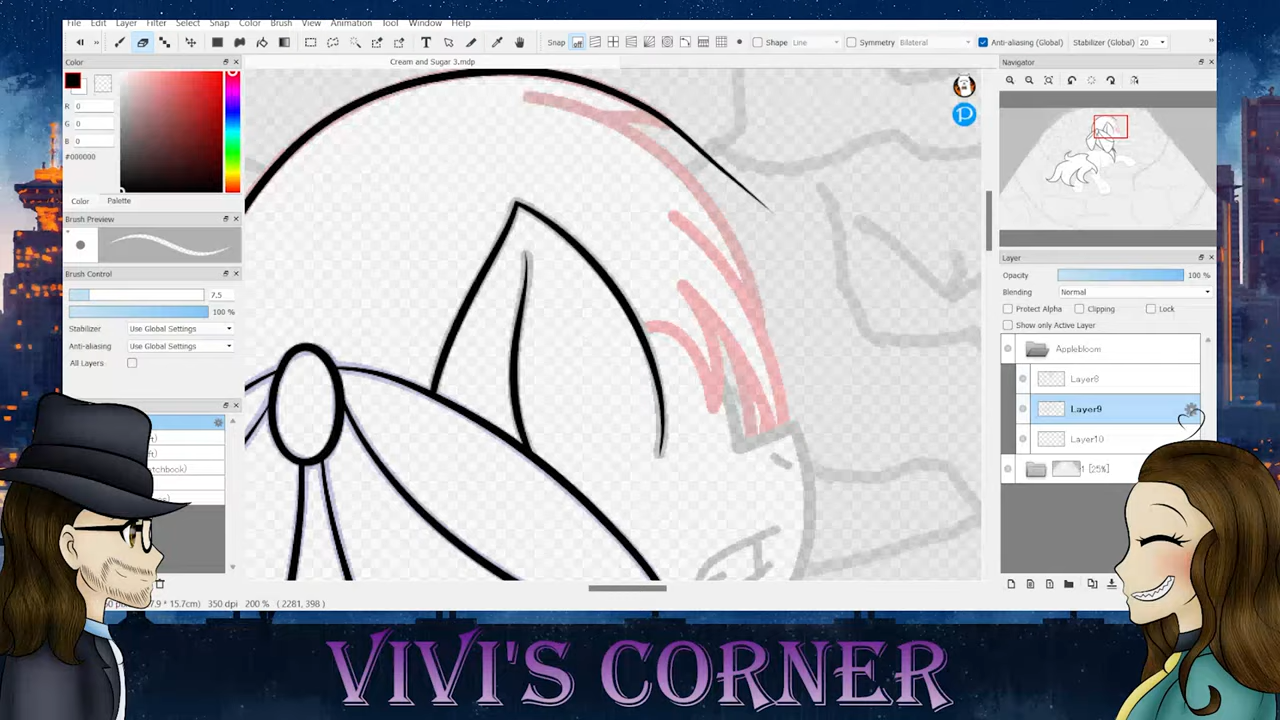 File Edit Layer Filter Select Snap Color Brush View Animation Tool Window Help
Snap off Shape Line Symmetry Bilateral Anti-aliasing (Global) Stabilizer (Global) 20
Color
Cream and Sugar 3.mdp
Navigator
R 0
G 0
B 0
#000000
Color Palette
Brush Preview
Brush Control
7.5
100 %
Stabilizer Use Global Settings
Anti-aliasing Use Global Settings
All Layers
Layer
Opacity 100 %
Blending Normal
Protect Alpha Clipping Lock
Show only Active Layer
Applebloom
Layer8
Layer9
Layer10
[25%]
15.7cm) 350 dpi 200 % ( 2281, 398 )
VIVI'S CORNER